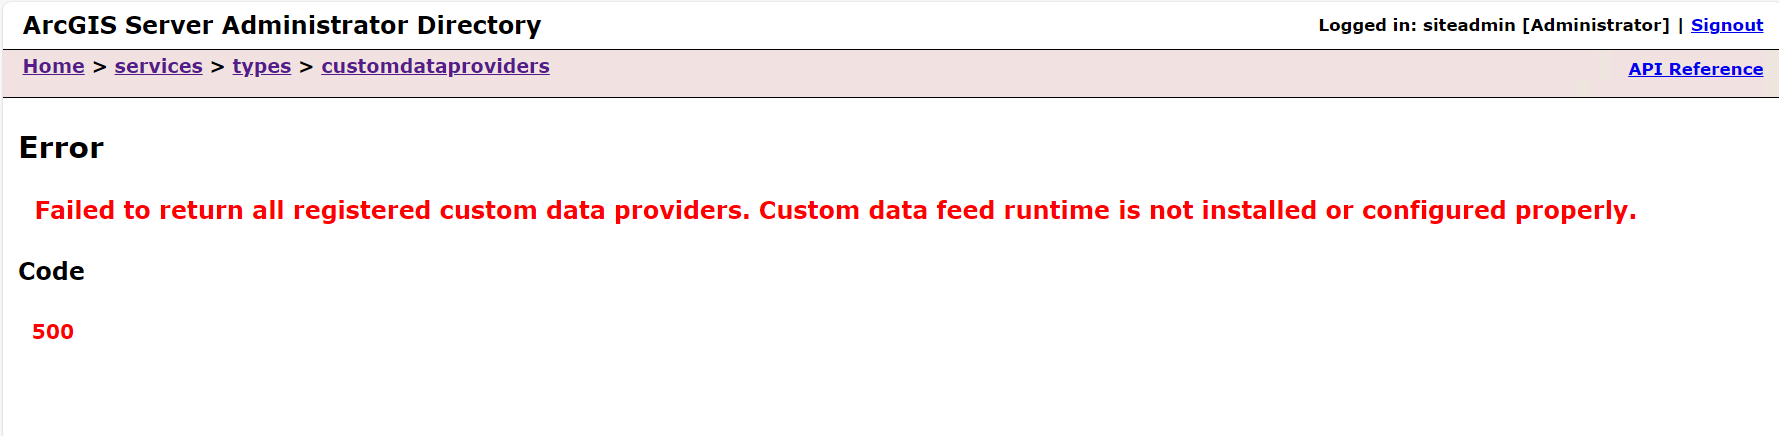 ArcGIS Server Administrator Directory
Logged in: siteadmin [Administrator] | Signout
Home > services > types > customdataproviders
API Reference
Error
Failed to return all registered custom data providers. Custom data feed runtime is not installed or configured properly.
Code
500